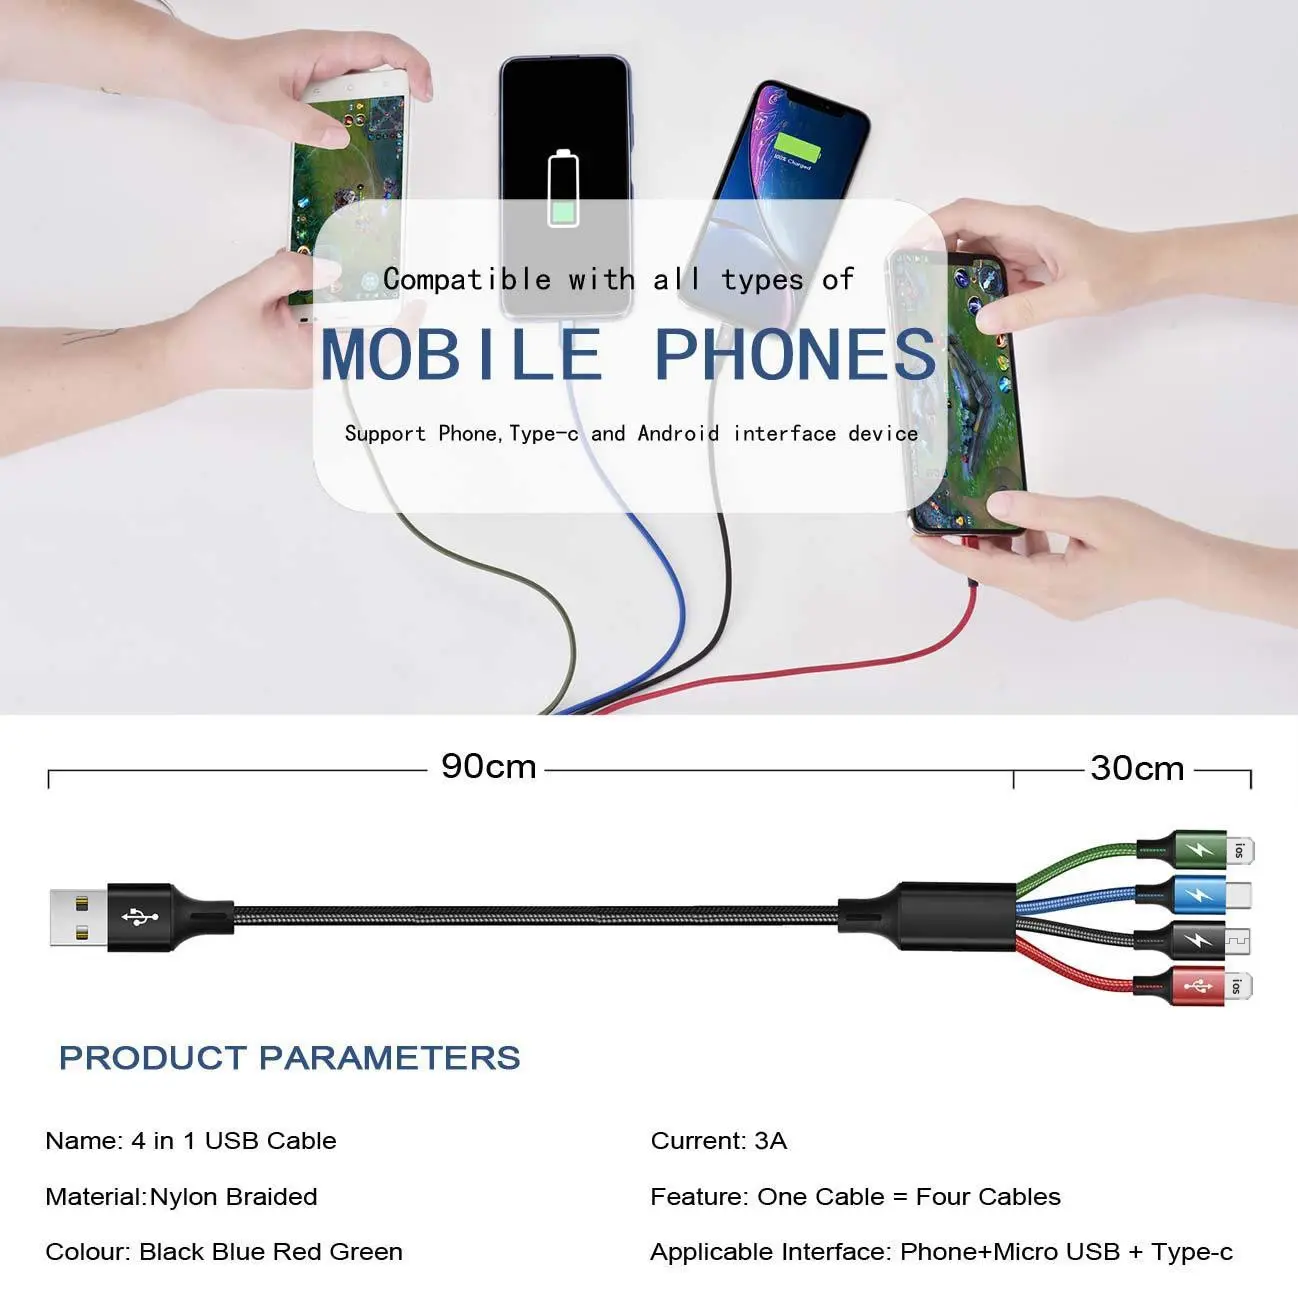 100% Charged
Compatible with all types of
MOBILE PHONES
Support Phone,Type-c and Android interface device
90cm
30cm
ios
ios
PRODUCT PARAMETERS
Name: 4 in 1 USB Cable
Current: 3A
Material:Nylon Braided
Feature: One Cable = Four Cables
Colour: Black Blue Red Green
Applicable Interface: Phone+Micro USB + Type-c